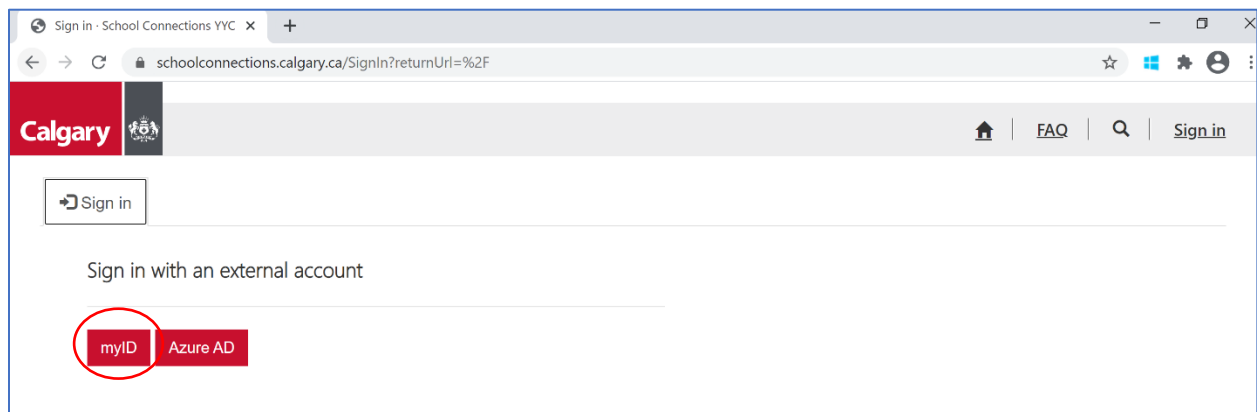 Sign in · School Connections YYC
schoolconnections.calgary.ca/SignIn?returnUrl=%2F
Calgary
FAQ
Sign in
Sign in
Sign in with an external account
myID Azure AD